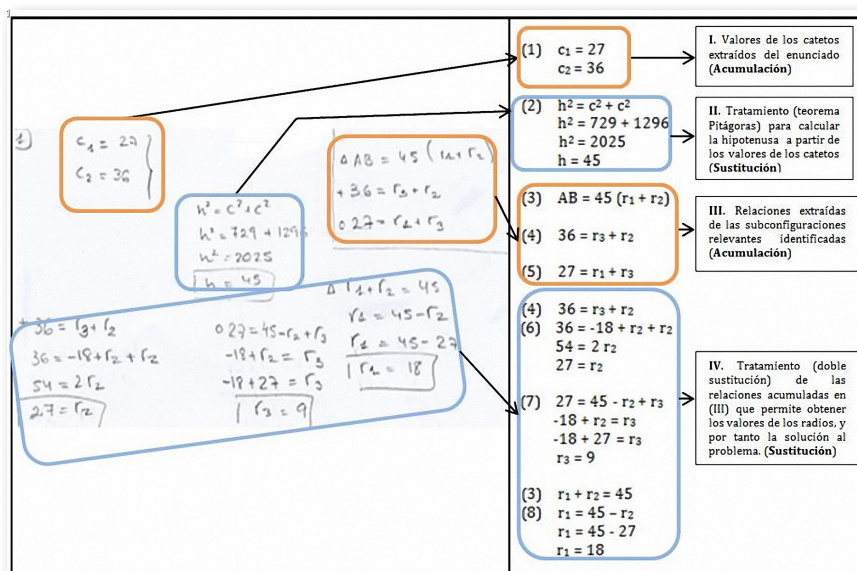 1
1)
C1 = 27
C2 = 36
h² = c² + c²
h² = 729 + 1296
h² = 2025
h = 45
△ AB = 45 (r1 + r2)
+ 36 = r3 + r2
o 27 = r1 + r3
+ 36 = r3 + r2
36 = -18 + r2 + r2
54 = 2 r2
27 = r2
o 27 = 45 - r2 + r3
-18 + r2 = r3
-18 + 27 = r3
r3 = 9
△ r1 + r2 = 45
r1 = 45 - r2
r1 = 45 - 27
r1 = 18
(1) c1 = 27
c2 = 36
(2) h² = c² + c²
h² = 729 + 1296
h² = 2025
h = 45
(3) AB = 45 (r1 + r2)
(4) 36 = r3 + r2
(5) 27 = r1 + r3
(4) 36 = r3 + r2
(6) 36 = -18 + r2 + r2
54 = 2 r2
27 = r2
(7) 27 = 45 - r2 + r3
-18 + r2 = r3
-18 + 27 = r3
r3 = 9
(3) r1 + r2 = 45
(8) r1 = 45 - r2
r1 = 45 - 27
r1 = 18
I. Valores de los catetos
extraídos del enunciado
(Acumulación)
II. Tratamiento (teorema
Pitágoras) para calcular
la hipotenusa a partir de
los valores de los catetos
(Sustitución)
III. Relaciones extraídas
de las subconfiguraciones
relevantes identificadas
(Acumulación)
IV. Tratamiento (doble
sustitución) de las
relaciones acumuladas en
(III) que permite obtener
los valores de los radios, y
por tanto la solución al
problema. (Sustitución)